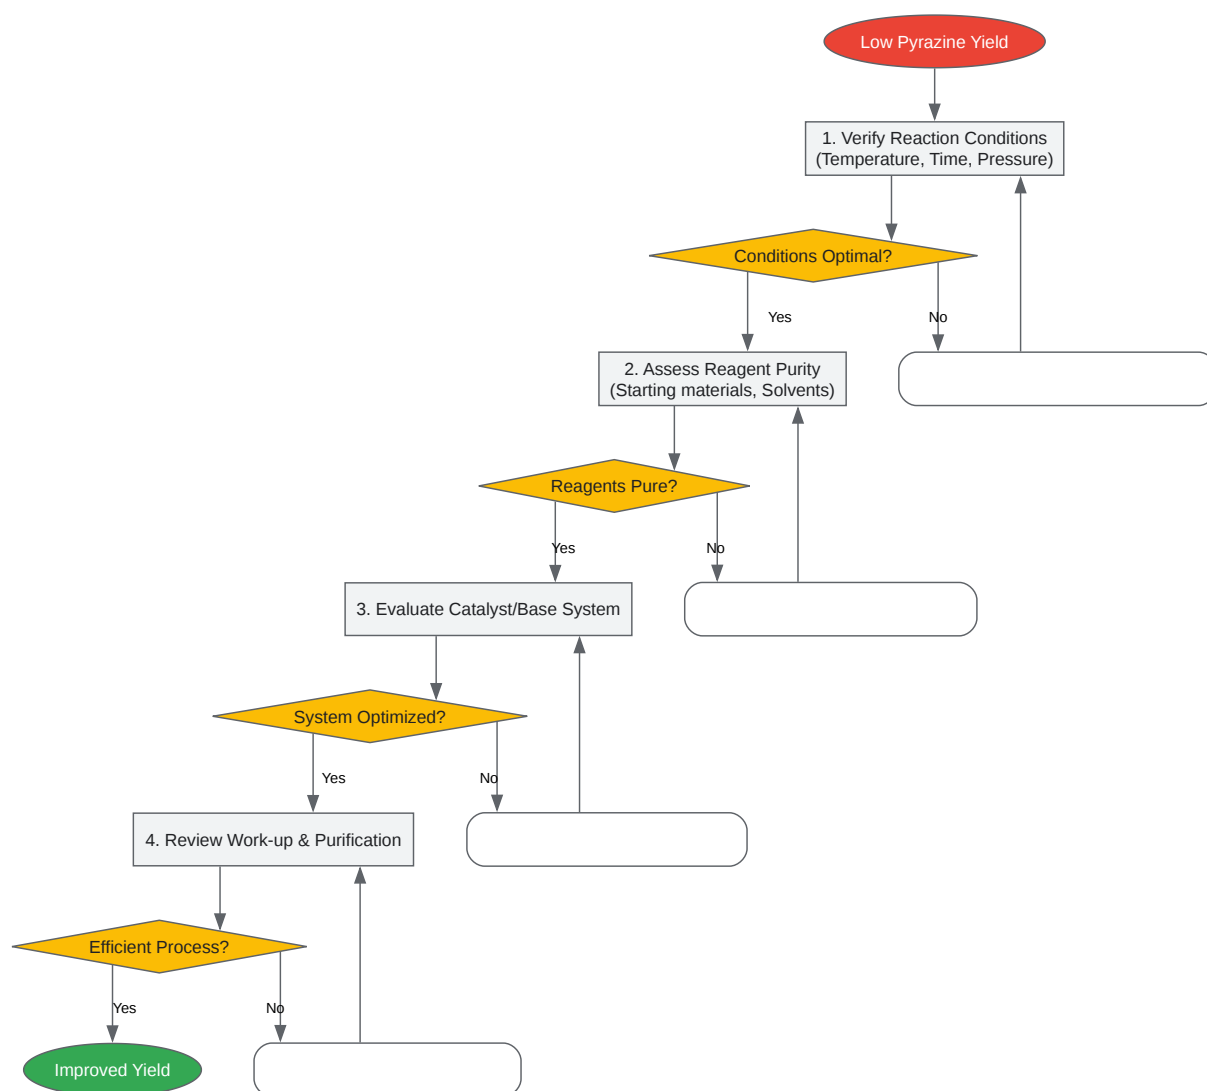 Low Pyrazine Yield
1. Verify Reaction Conditions
(Temperature, Time, Pressure)
Conditions Optimal?
Yes
No
2. Assess Reagent Purity
(Starting materials, Solvents)
Reagents Pure?
Yes
No
3. Evaluate Catalyst/Base System
System Optimized?
Yes
No
4. Review Work-up & Purification
Efficient Process?
Yes
No
Improved Yield